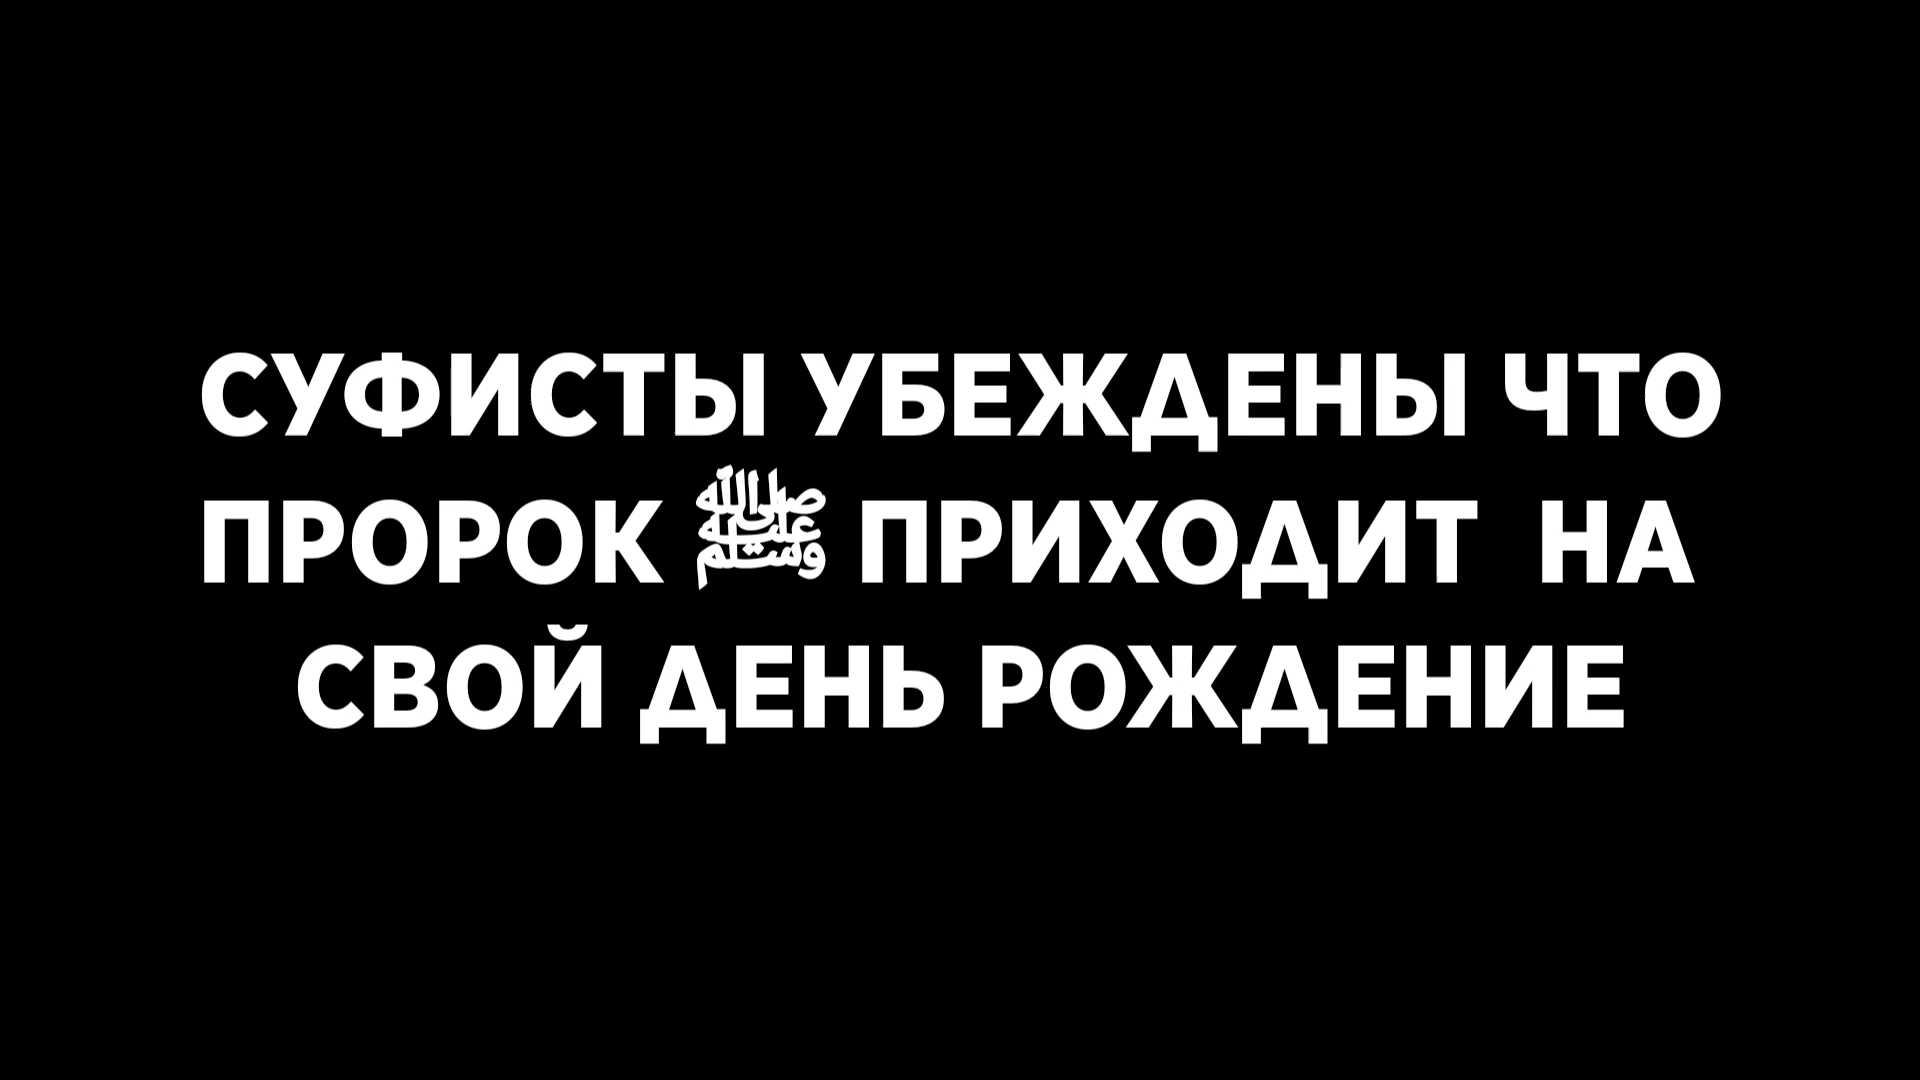 СУФИСТЫ УБЕЖДЕНЫ ЧТО
ПРОРОК ﷺ ПРИХОДИТ  НА
СВОЙ ДЕНЬ РОЖДЕНИЕ